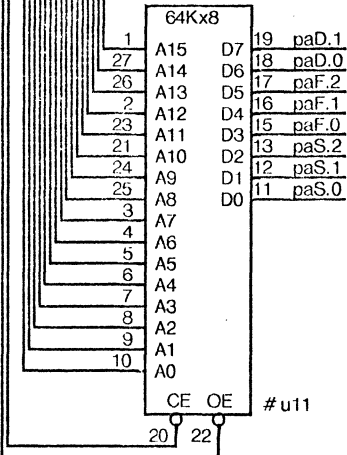 64Kx8
1 A15 D7 19 paD.1
27 A14 D6 18 paD.0
26 A13 D5 17 paF.2
2 A12 D4 16 paF.1
23 A11 D3 15 paF.0
21 A10 D2 13 paS.2
24 A9 D1 12 paS.1
25 A8 D0 11 paS.0
3 A7
4 A6
5 A5
6 A4
7 A3
8 A2
9 A1
10 A0
CE OE #u11
20 22